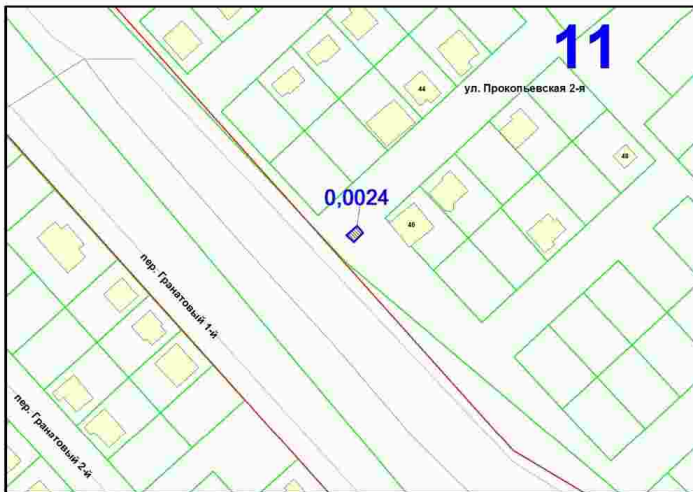 11
ул. Прокопьевская 2-я
44
48
0,0024
46
пер. Гранатовый 1-й
пер. Гранатовый 2-й